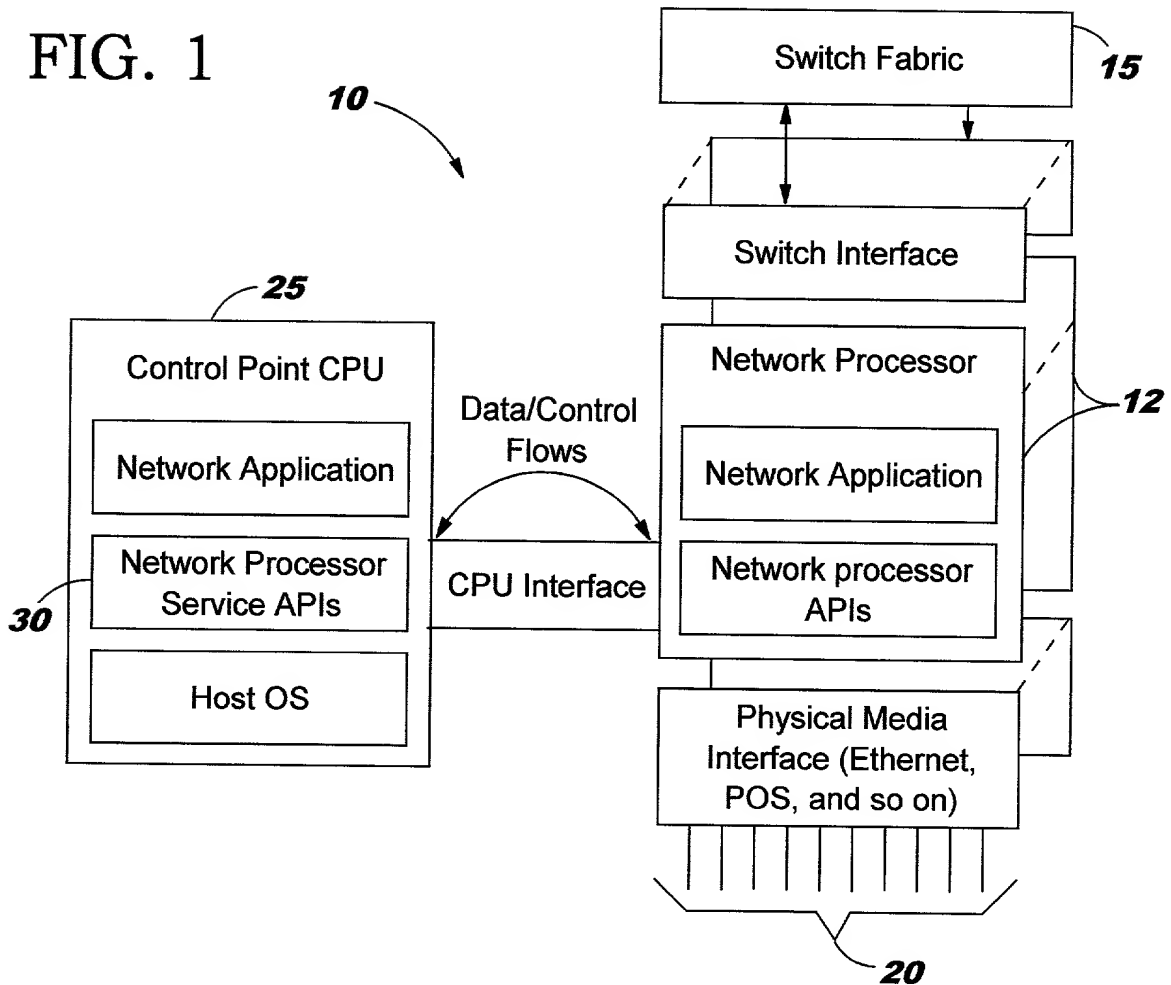 FIG. 1
10
Switch Fabric
15
Switch Interface
25
Control Point CPU
Network Application
Network Processor
Service APIs
30
Host OS
Data/Control
Flows
CPU Interface
Network Processor
12
Network Application
Network processor
APIs
Physical Media
Interface (Ethernet,
POS, and so on)
20